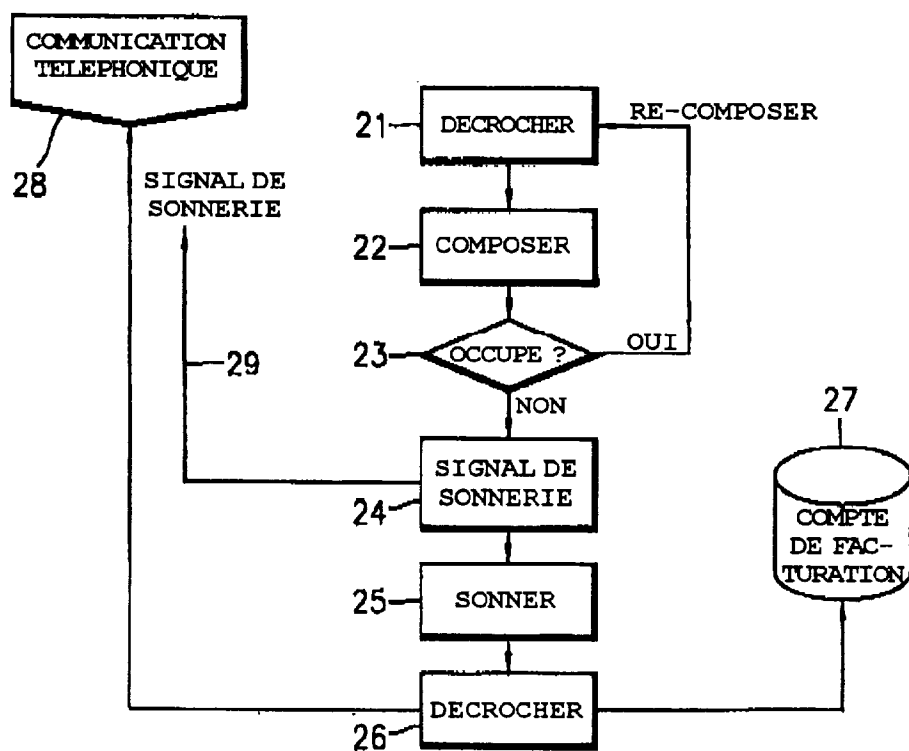 COMMUNICATION
TELEPHONIQUE
28
SIGNAL DE
SONNERIE
29
21
DECROCHER
RE-COMPOSER
22
COMPOSER
23
OCCUPE ?
OUI
NON
24
SIGNAL DE
SONNERIE
25
SONNER
26
DECROCHER
27
COMPTE
DE FAC-
TURATION